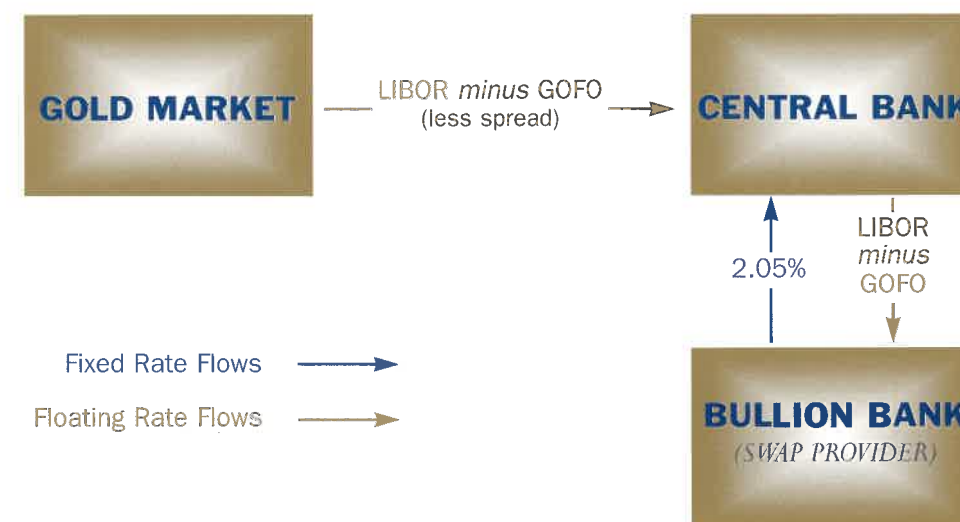 GOLD MARKET
LIBOR minus GOFO
(less spread)
CENTRAL BANK
2.05%
LIBOR
minus
GOFO
Fixed Rate Flows
Floating Rate Flows
BULLION BANK
(SWAP PROVIDER)